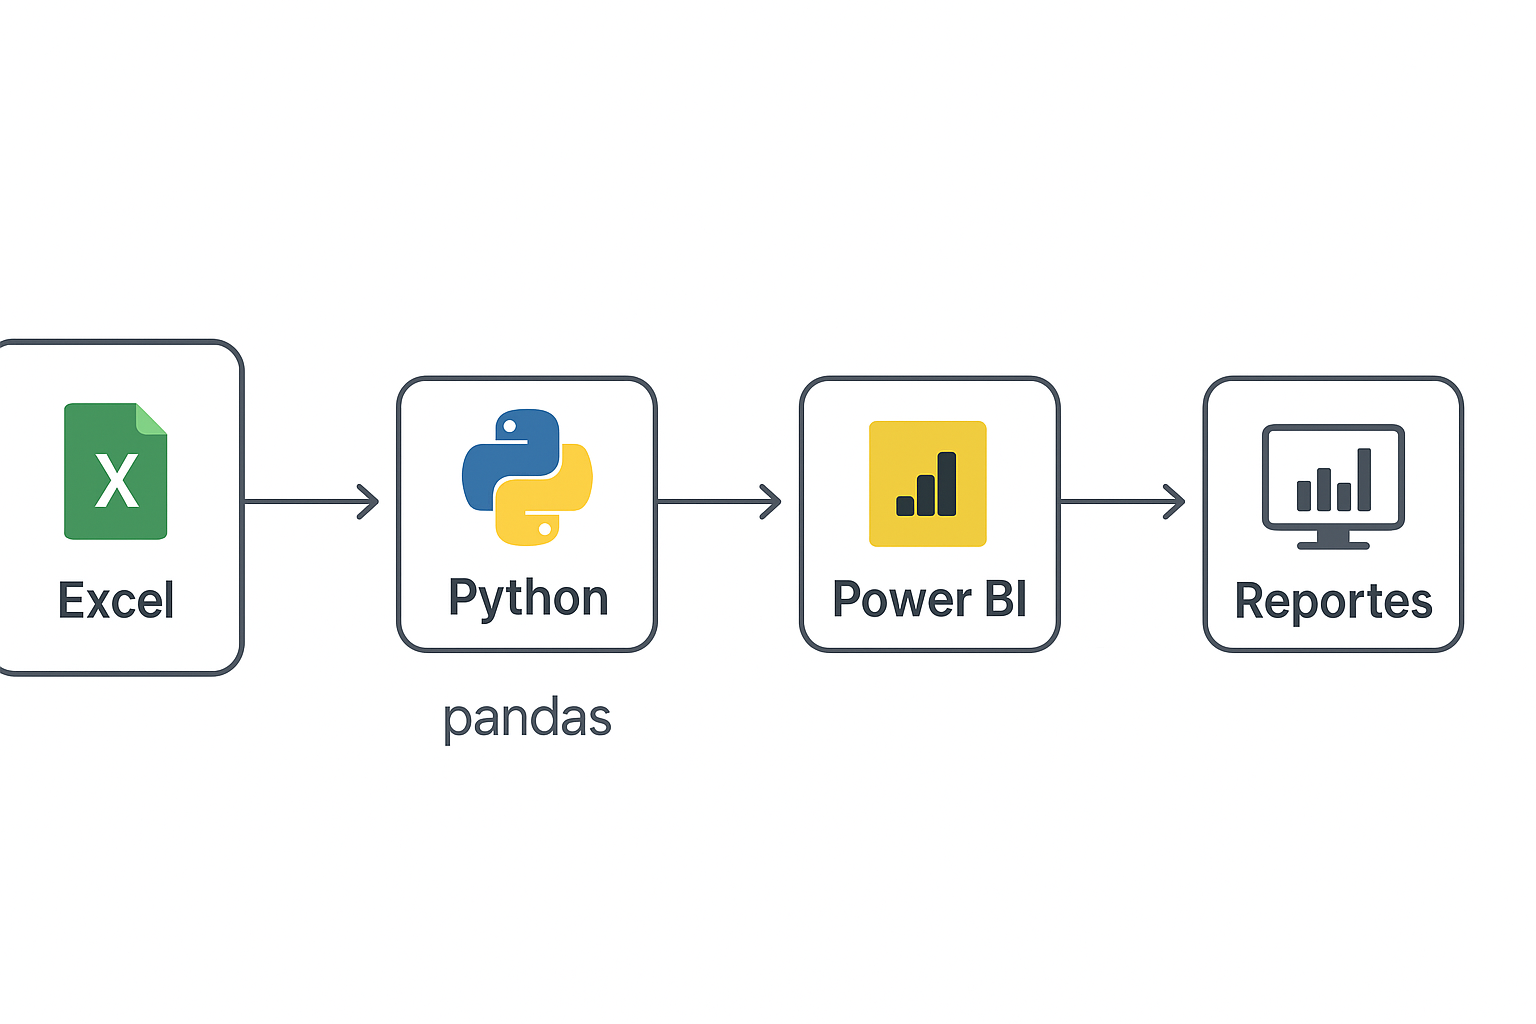 X
Excel
Python
pandas
Power BI
Reportes